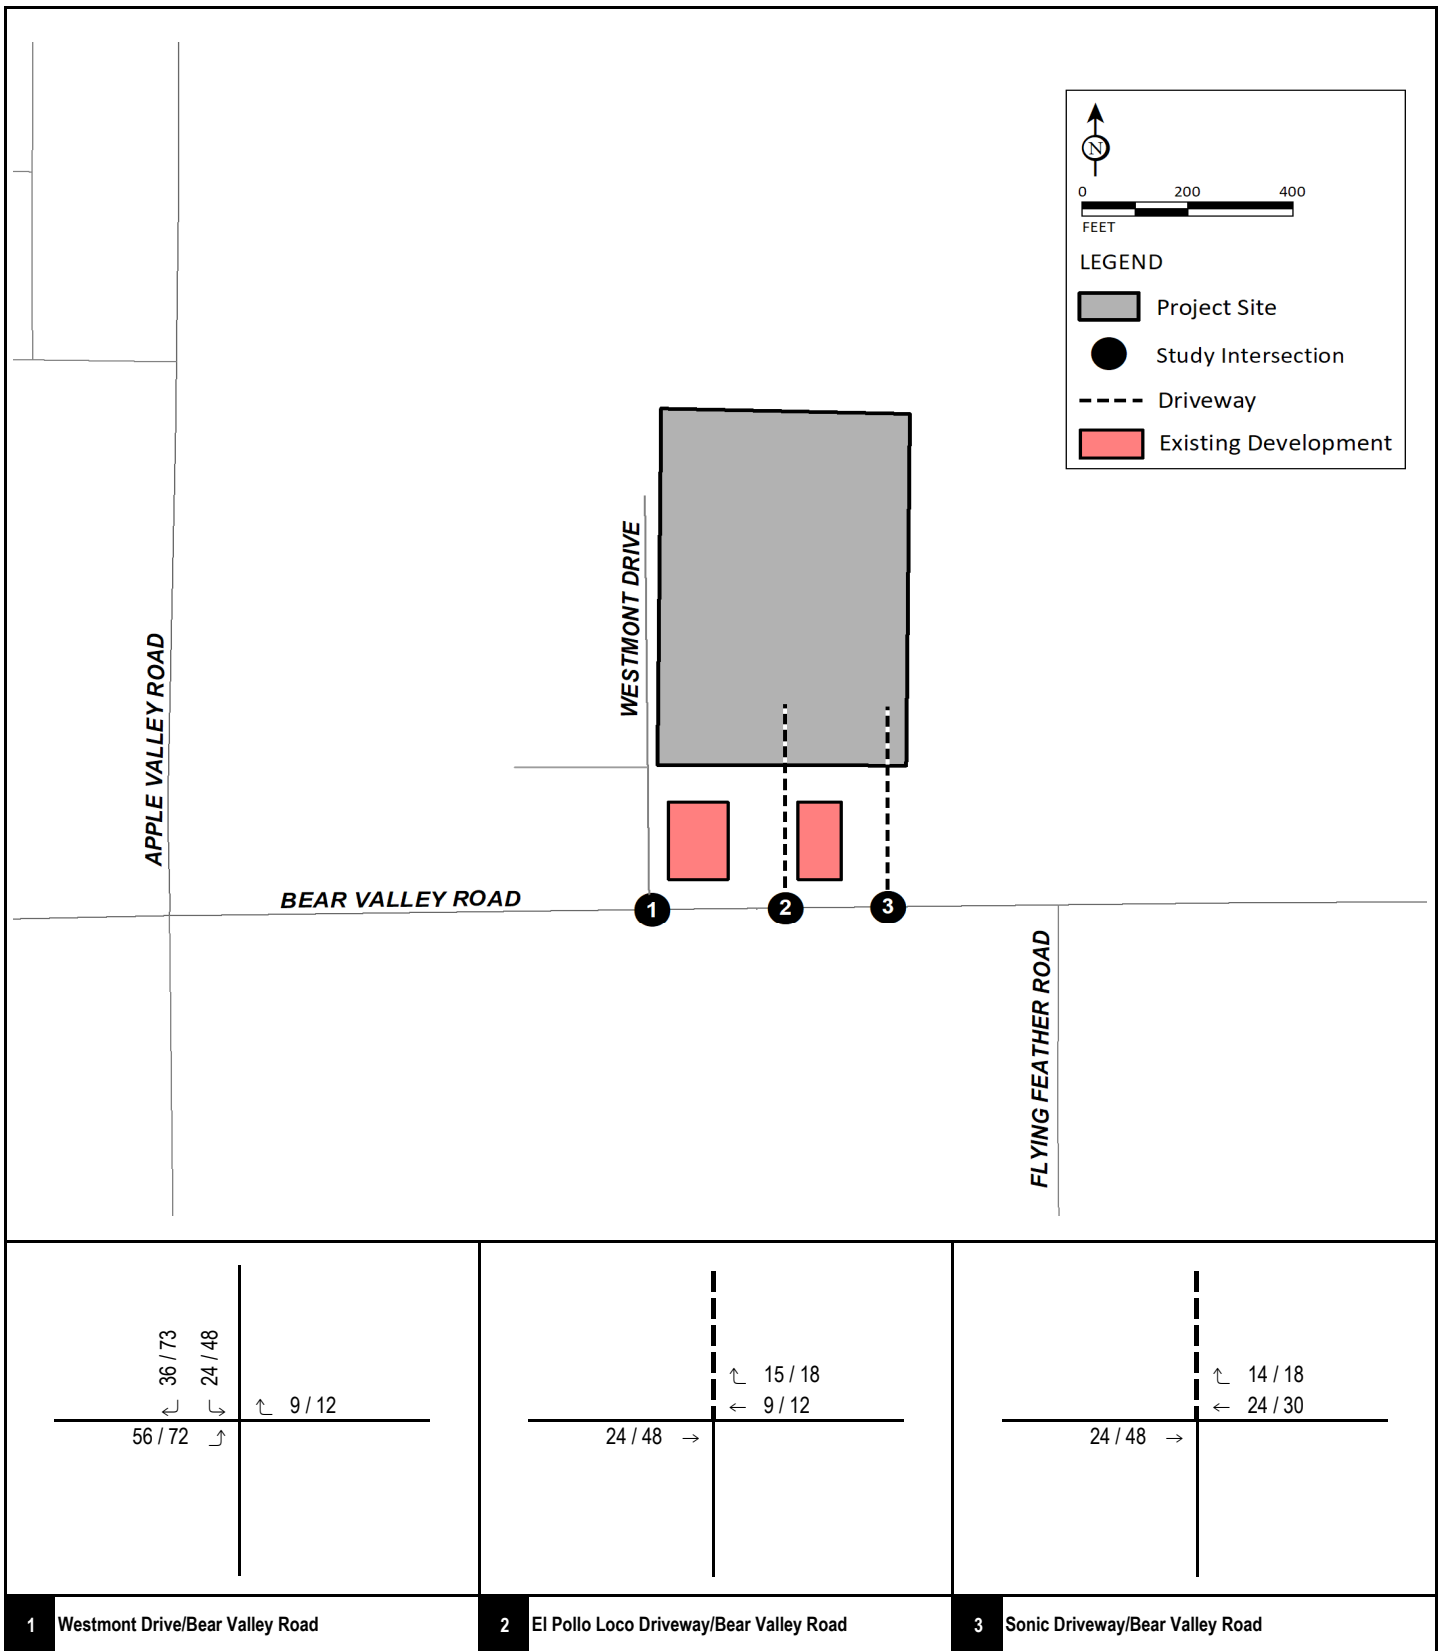 N
0 200 400
FEET
LEGEND
Project Site
Study Intersection
Driveway
Existing Development
WESTMONT DRIVE
APPLE VALLEY ROAD
BEAR VALLEY ROAD
1 2 3
FLYING FEATHER ROAD
36 / 73
24 / 48
9 / 12
56 / 72
15 / 18
9 / 12
24 / 48
14 / 18
24 / 30
24 / 48
1 Westmont Drive/Bear Valley Road
2 El Pollo Loco Driveway/Bear Valley Road
3 Sonic Driveway/Bear Valley Road